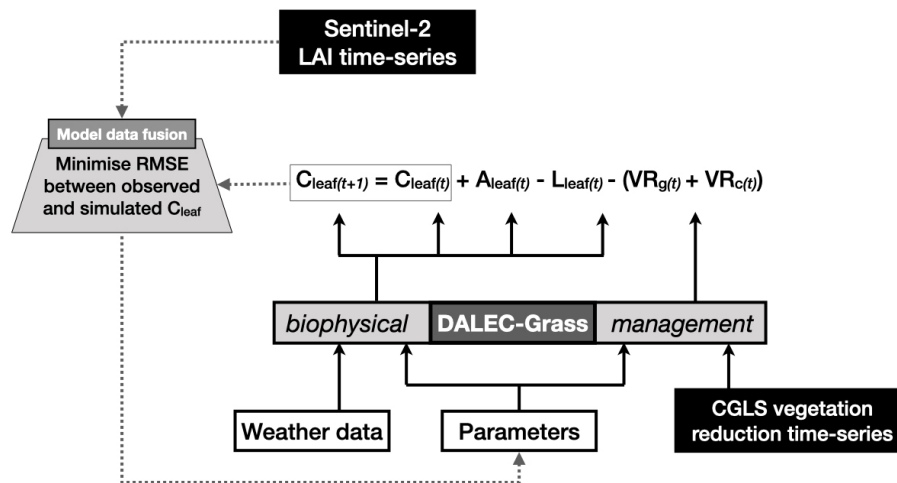 Sentinel-2
LAI time-series
Model data fusion
Minimise RMSE
between observed
and simulated Cleaf
Cleaf(t+1) = Cleaf(t) + Aleaf(t) - Lleaf(t) - (VRg(t) + VRc(t))
biophysical DALEC-Grass management
Weather data
Parameters
CGLS vegetation
reduction time-series